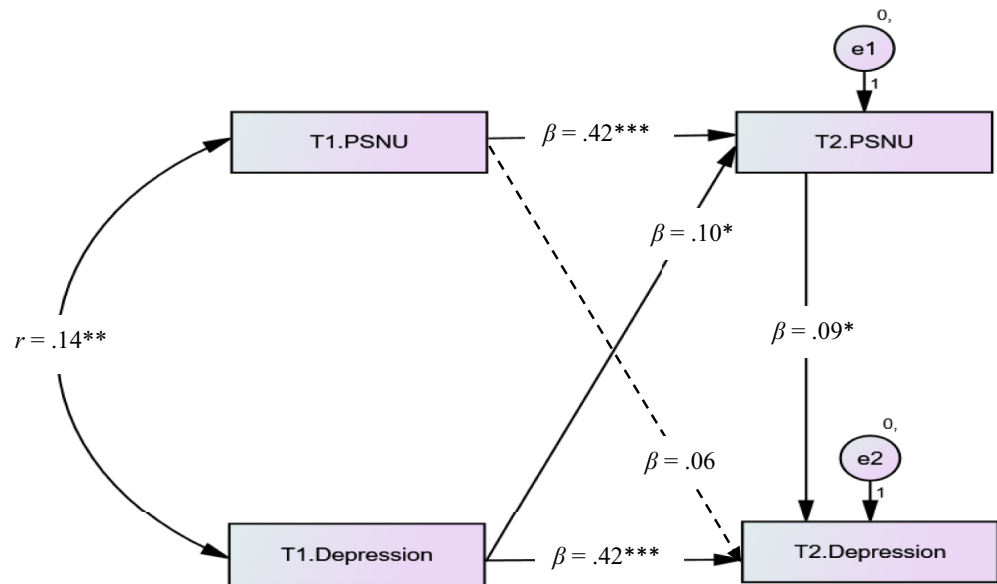 0,
e1
1
T1.PSNU
β = .42***
T2.PSNU
β = .10*
r = .14**
β = .09*
0,
β = .06
e2
1
T1.Depression
β = .42***
T2.Depression